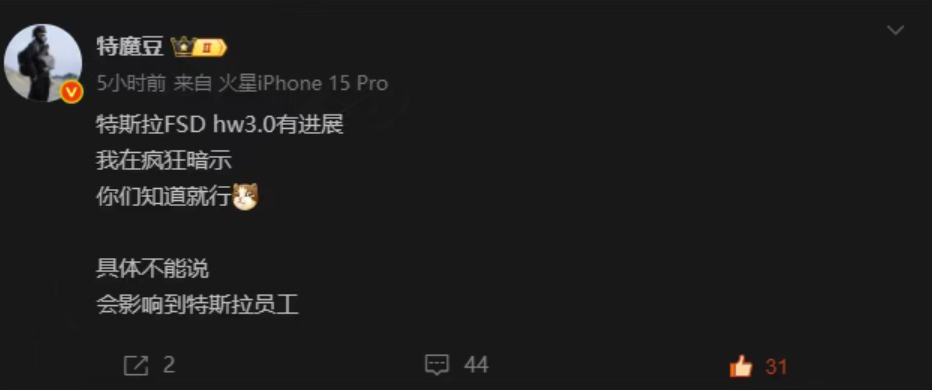 特魔豆 II
5小时前 来自 火星iPhone 15 Pro
特斯拉FSD hw3.0有进展
我在疯狂暗示
你们知道就行
具体不能说
会影响到特斯拉员工
2 44 31